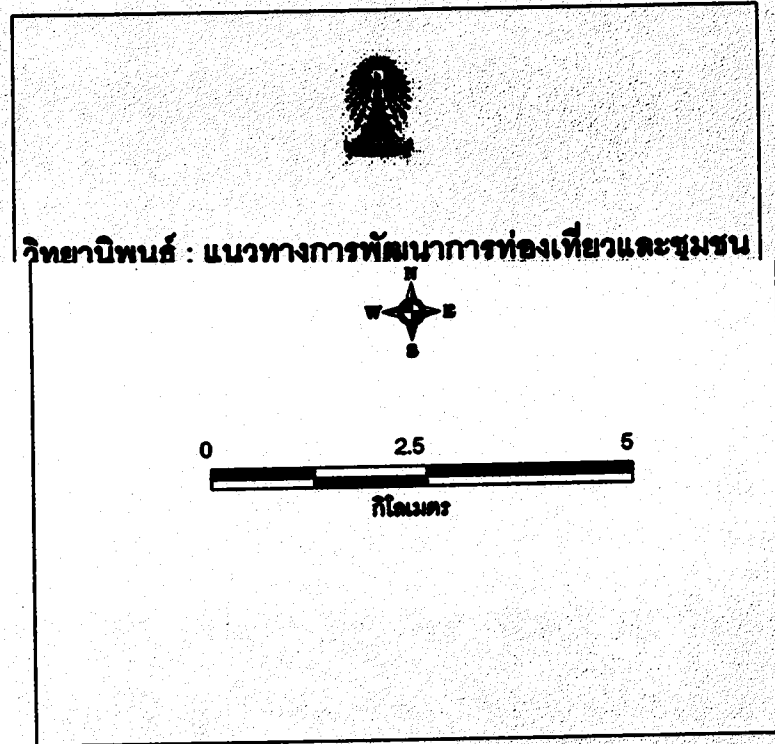 วิทยานิพนธ์ : แนวทางการพัฒนาการท่องเที่ยวและชุมชน
N
W E
S
0 2.5 5
กิโลเมตร